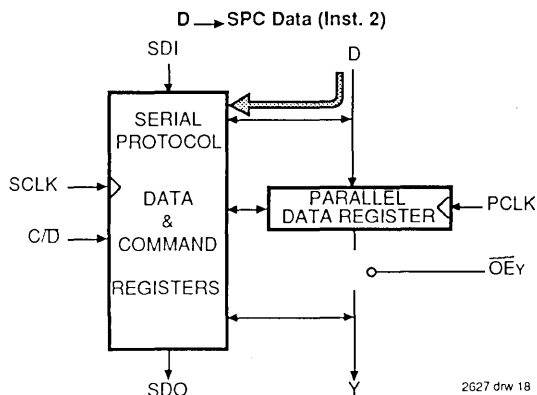 D → SPC Data (Inst. 2)
SDI
D
SERIAL
PROTOCOL
DATA
&
COMMAND
REGISTERS
SCLK
C/D̅
PARALLEL
DATA REGISTER
PCLK
O̅E̅Y
SDO
Y
2627 drw 18